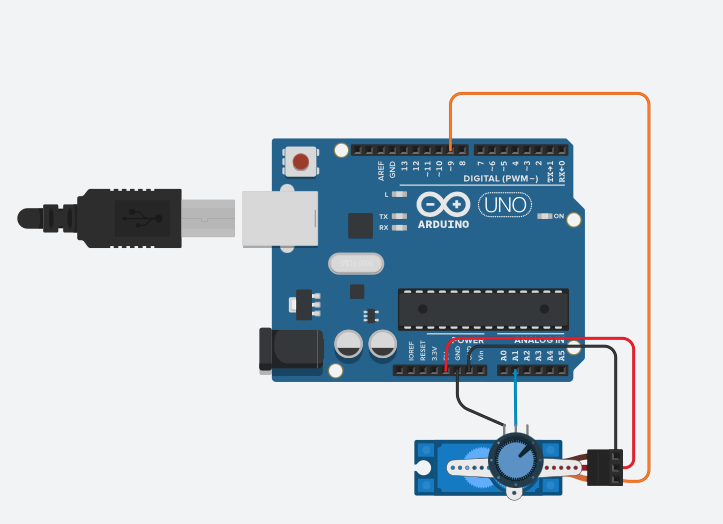 AREF
GND
13
12
~11
~10
~9
8
7
~6
~5
4
~3
2
TX→1
RX←0
DIGITAL (PWM~)
L
TX
RX
UNO
ARDUINO
ON
POWER
ANALOG IN
IOREF
RESET
3.3V
GND
Vin
A0
A1
A2
A3
A4
A5